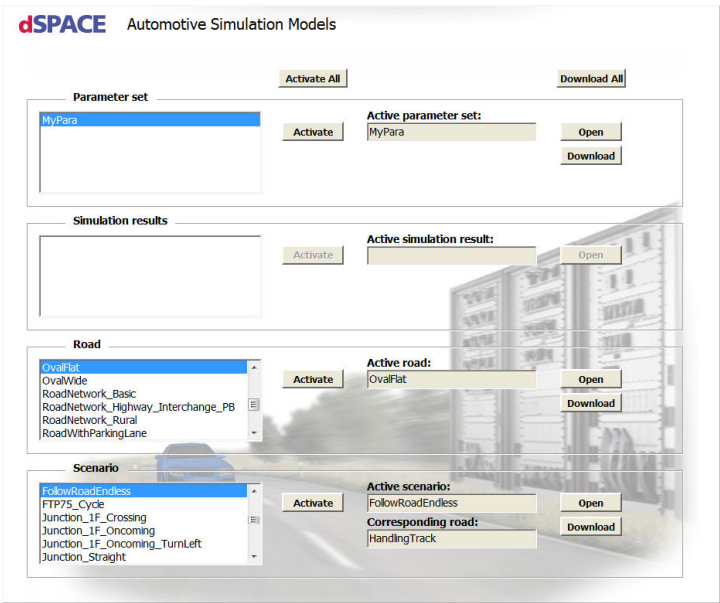 dSPACE Automotive Simulation Models
Activate All Download All
Parameter set
MyPara
Activate
Active parameter set:
MyPara
Open
Download
Simulation results
Activate
Active simulation result:
Open
Road
OvalFlat
OvalWide
RoadNetwork_Basic
RoadNetwork_Highway_Interchange_PB
RoadNetwork_Rural
RoadWithParkingLane
Activate
Active road:
OvalFlat
Open
Download
Scenario
FollowRoadEndless
FTP75_Cycle
Junction_1F_Crossing
Junction_1F_Oncoming
Junction_1F_Oncoming_TurnLeft
Junction_Straight
Activate
Active scenario:
FollowRoadEndless
Corresponding road:
HandlingTrack
Open
Download